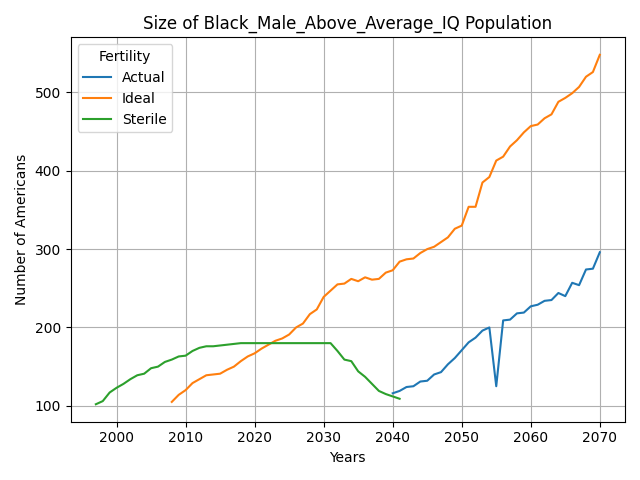 Size of Black_Male_Above_Average_IQ Population
Fertility
Actual
Ideal
Sterile
Number of Americans
500
400
300
200
100
2000 2010 2020 2030 2040 2050 2060 2070
Years